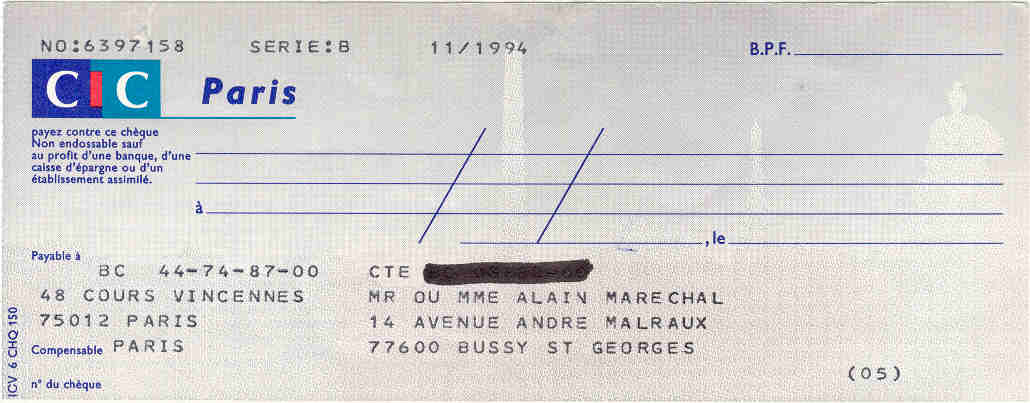 NO:6397158 SERIE:B 11/1994 B.P.F.
CIC Paris
payez contre ce chèque
Non endossable sauf
au profit d'une banque, d'une
caisse d'épargne ou d'un
établissement assimilé.
à
, le
Payable à
BC 44-74-87-00 CTE
48 COURS VINCENNES MR OU MME ALAIN MARECHAL
75012 PARIS 14 AVENUE ANDRE MALRAUX
Compensable PARIS 77600 BUSSY ST GEORGES
(05)
n° du chèque
ICV 6 CHQ 150